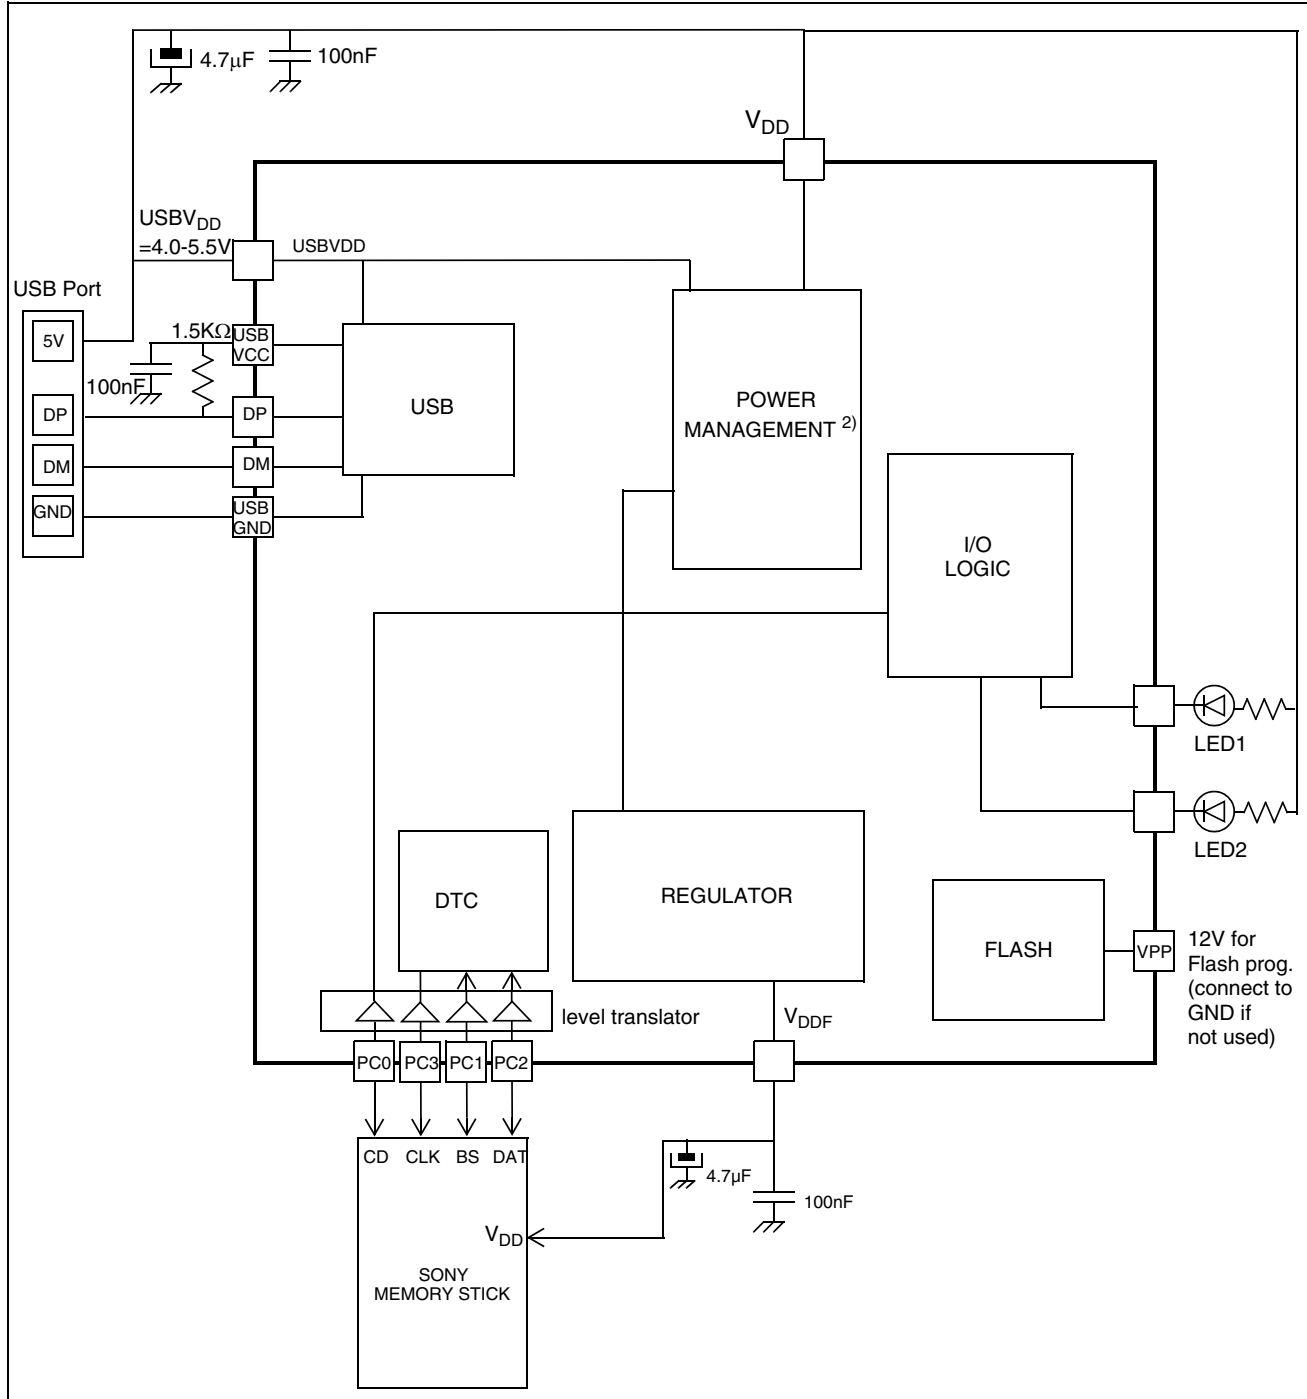 4.7µF
100nF
VDD
USBVDD
=4.0-5.5V
USBVDD
USB Port
5V
1.5KΩ
USB
VCC
100nF
DP
DP
DM
DM
GND
USB
GND
USB
POWER
MANAGEMENT 2)
I/O
LOGIC
LED1
LED2
DTC
REGULATOR
FLASH
VPP
12V for
Flash prog.
(connect to
GND if
not used)
level translator
VDDF
PC0
PC3
PC1
PC2
CD
CLK
BS
DAT
4.7µF
100nF
VDD
SONY
MEMORY STICK